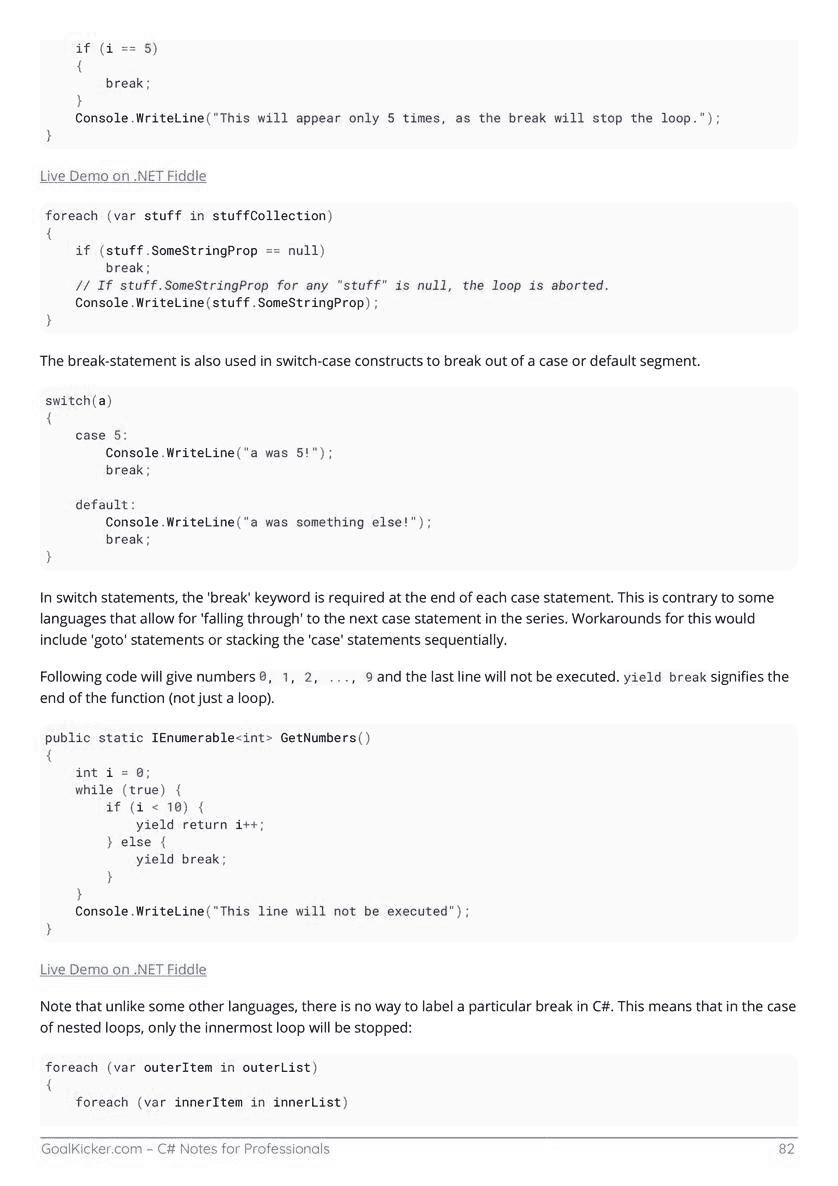 if (i == 5)
    {
        break;
    }
    Console.WriteLine("This will appear only 5 times, as the break will stop the loop.");
}
Live Demo on .NET Fiddle
foreach (var stuff in stuffCollection)
{
    if (stuff.SomeStringProp == null)
        break;
    // If stuff.SomeStringProp for any "stuff" is null, the loop is aborted.
    Console.WriteLine(stuff.SomeStringProp);
}
The break-statement is also used in switch-case constructs to break out of a case or default segment.
switch(a)
{
    case 5:
        Console.WriteLine("a was 5!");
        break;

    default:
        Console.WriteLine("a was something else!");
        break;
}
In switch statements, the 'break' keyword is required at the end of each case statement. This is contrary to some
languages that allow for 'falling through' to the next case statement in the series. Workarounds for this would
include 'goto' statements or stacking the 'case' statements sequentially.
Following code will give numbers 0, 1, 2, ..., 9 and the last line will not be executed. yield break signifies the
end of the function (not just a loop).
public static IEnumerable<int> GetNumbers()
{
    int i = 0;
    while (true) {
        if (i < 10) {
            yield return i++;
        } else {
            yield break;
        }
    }
    Console.WriteLine("This line will not be executed");
}
Live Demo on .NET Fiddle
Note that unlike some other languages, there is no way to label a particular break in C#. This means that in the case
of nested loops, only the innermost loop will be stopped:
foreach (var outerItem in outerList)
{
    foreach (var innerItem in innerList)
GoalKicker.com – C# Notes for Professionals 82